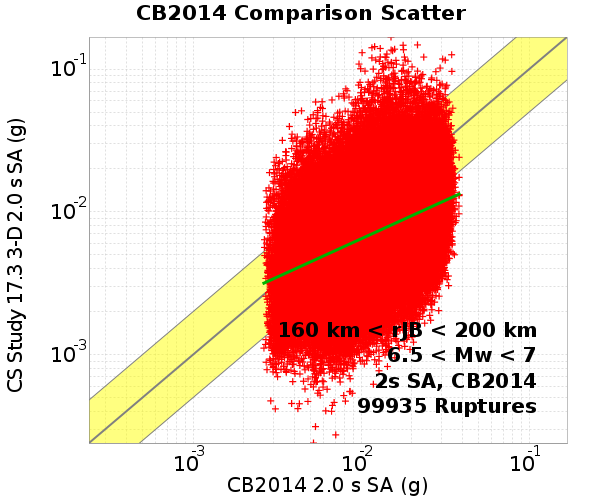 CB2014 Comparison Scatter
CS Study 17.3 3-D 2.0 s SA (g)
10^-1
10^-2
10^-3
160 km < rJB < 200 km
6.5 < Mw < 7
2s SA, CB2014
99935 Ruptures
10^-3 10^-2 10^-1
CB2014 2.0 s SA (g)